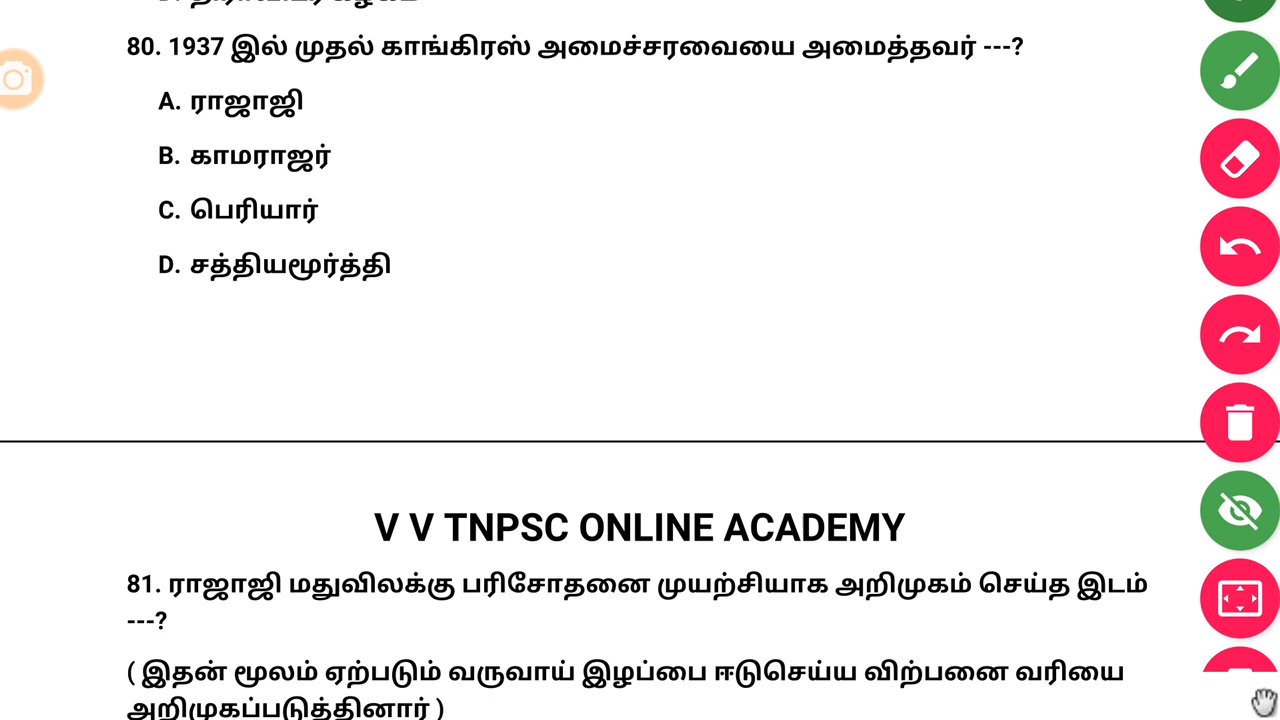 80. 1937 இல் முதல் காங்கிரஸ் அமைச்சரவையை அமைத்தவர் ---?
A. ராஜாஜி
B. காமராஜர்
C. பெரியார்
D. சத்தியமூர்த்தி
V V TNPSC ONLINE ACADEMY
81. ராஜாஜி மதுவிலக்கு பரிசோதனை முயற்சியாக அறிமுகம் செய்த இடம்
---?
( இதன் மூலம் ஏற்படும் வருவாய் இழப்பை ஈடுசெய்ய விற்பனை வரியை
அறிமுகப்படுத்தினார் )